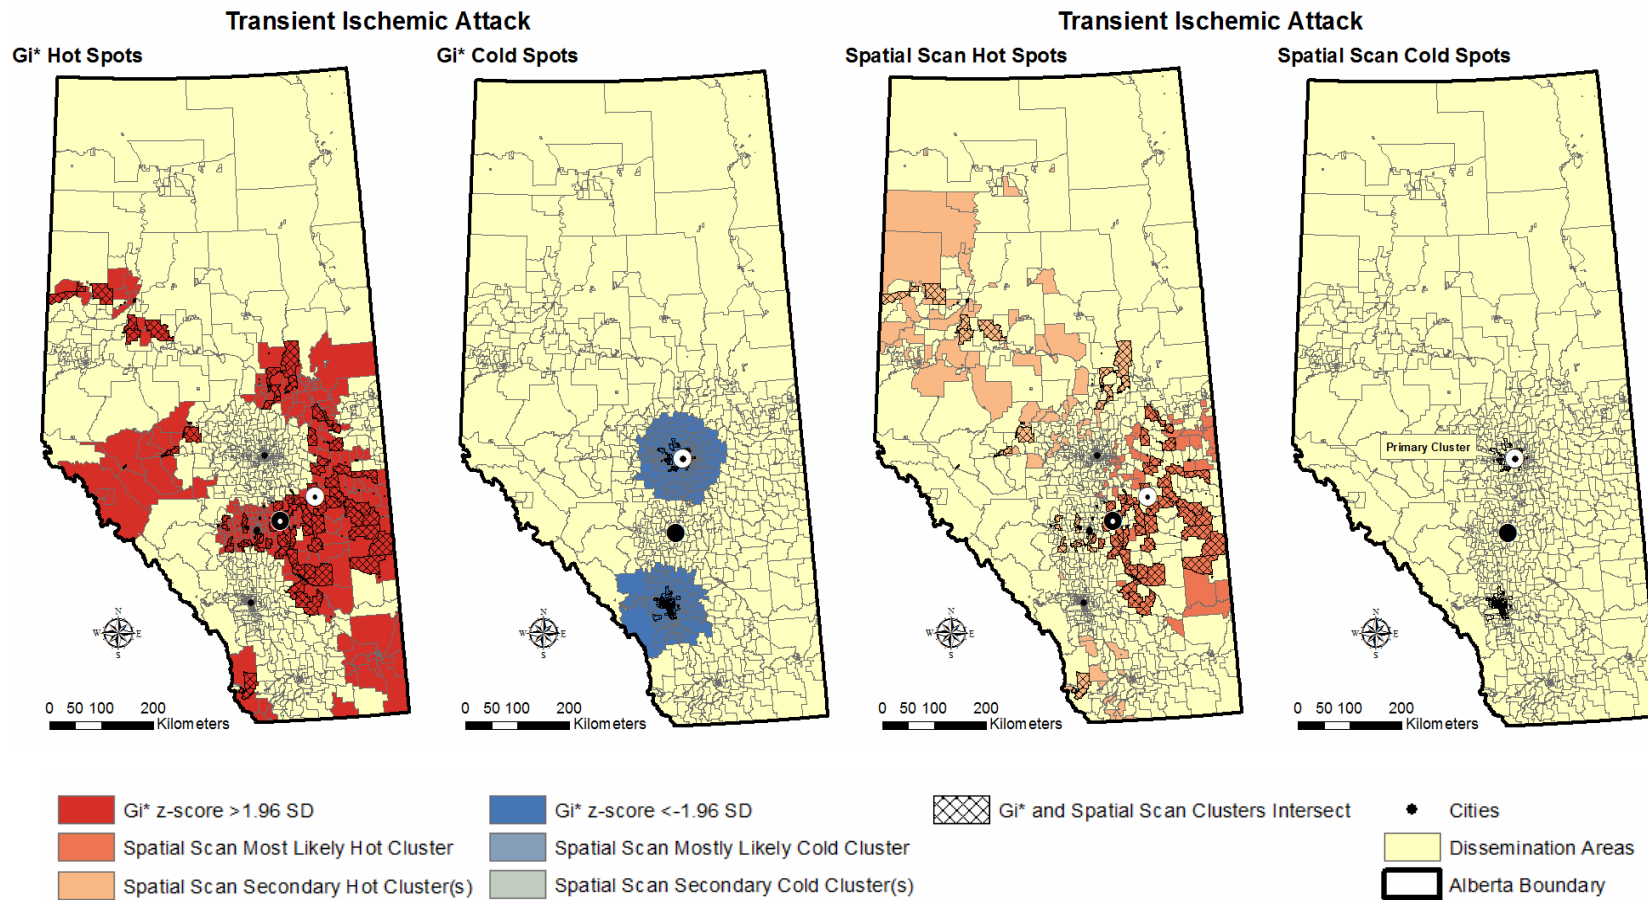 Transient Ischemic Attack
Transient Ischemic Attack
Gi* Hot Spots
Gi* Cold Spots
Spatial Scan Hot Spots
Spatial Scan Cold Spots
Primary Cluster
N
W E
S
N
W E
S
N
W E
S
N
W E
S
0 50 100 200
Kilometers
0 50 100 200
Kilometers
0 50 100 200
Kilometers
0 50 100 200
Kilometers
Gi* z-score >1.96 SD
Gi* z-score <-1.96 SD
Gi* and Spatial Scan Clusters Intersect
Cities
Spatial Scan Most Likely Hot Cluster
Spatial Scan Mostly Likely Cold Cluster
Dissemination Areas
Spatial Scan Secondary Hot Cluster(s)
Spatial Scan Secondary Cold Cluster(s)
Alberta Boundary